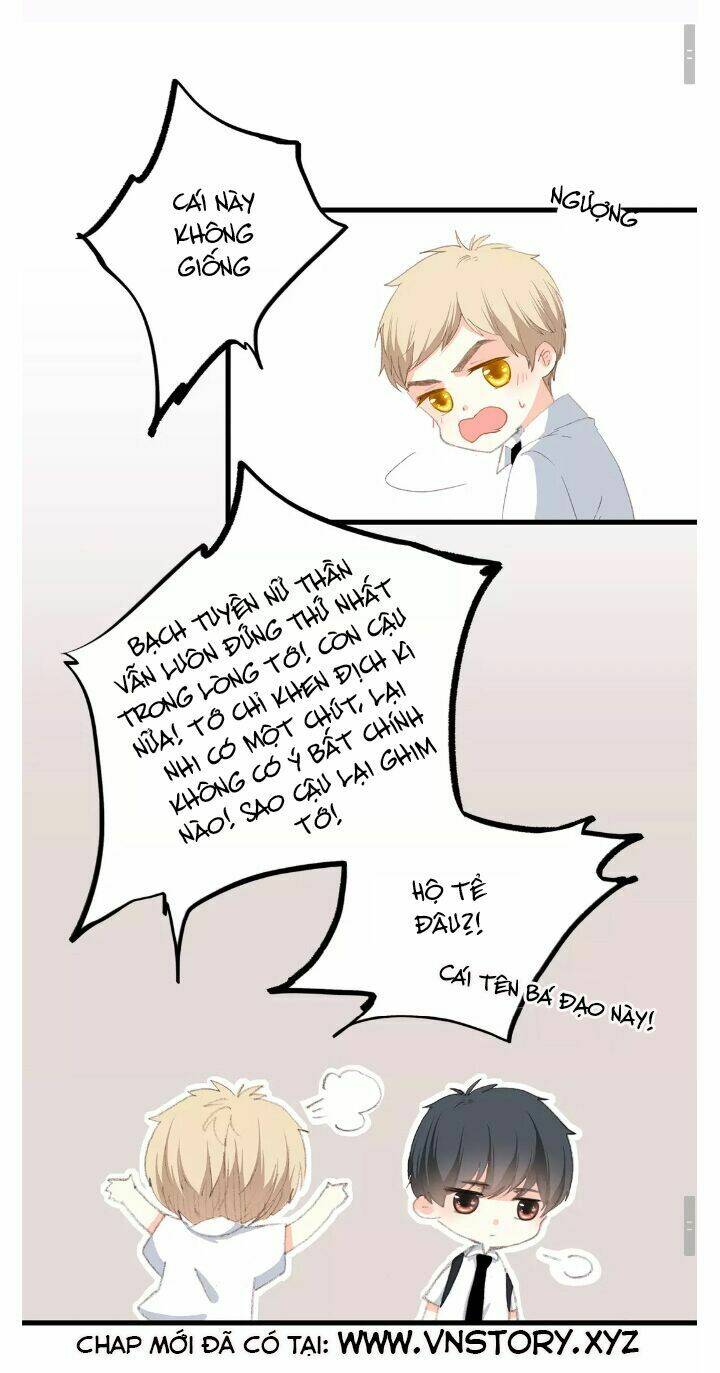 CÁI NÀY
KHÔNG
GIỐNG
NGƯỢNG
BẠCH TUYỀN NỮ THẦN
VẪN LUÔN ĐỨNG THỨ NHẤT
TRONG LÒNG TỚ! CÒN CẬU
NỮA! TỚ CHỈ KHEN ĐỊCH KI
NHI CÓ MỘT CHÚT, LẠI
KHÔNG CÓ Ý BẤT CHÍNH
NÀO! SAO CẬU LẠI GHIM
TỚ!
HỘ TỂ
ĐÂU?!
CÁI TÊN BÁ ĐẠO NÀY!
CHAP MỚI ĐÃ CÓ TẠI: WWW.VNSTORY.XYZ